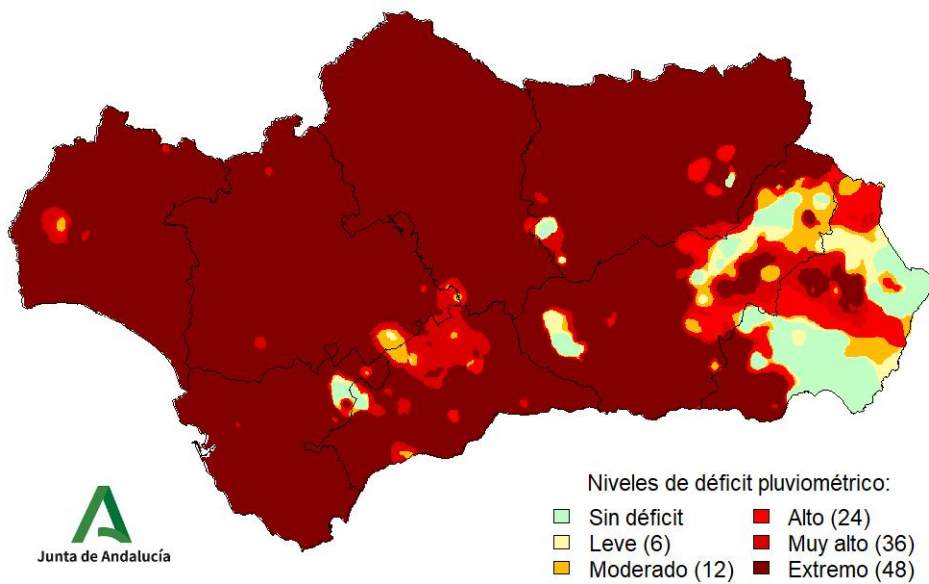 Niveles de déficit pluviométrico:
Sin déficit
Leve (6)
Moderado (12)
Alto (24)
Muy alto (36)
Extremo (48)
Junta de Andalucía